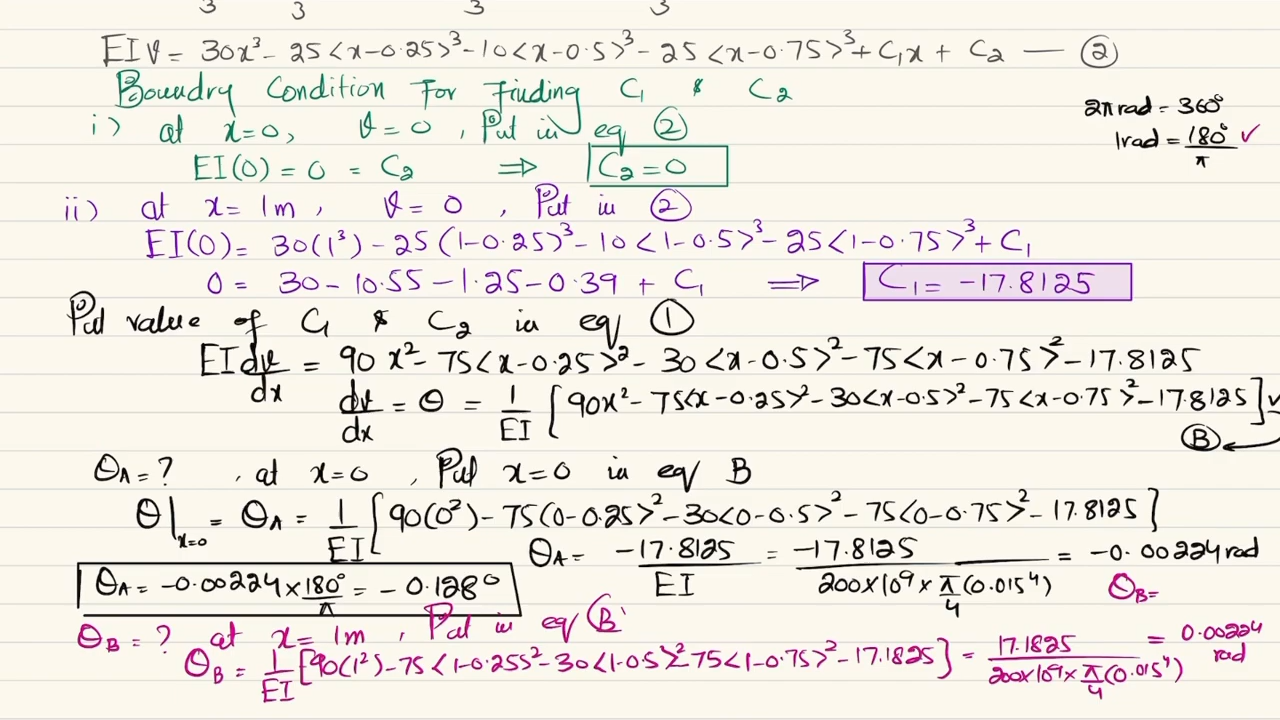 3 3 3 3
EIv = 30x³ - 25<x-0.25>³ - 10<x-0.5>³ - 25<x-0.75>³ + C₁x + C₂ — ②
Boundry Condition For Finding C₁ & C₂
2π rad = 360°
i) at x=0, v=0, Put in eq ②
1 rad = 180°/π ✓
EI(0) = 0 = C₂ ⇒ C₂ = 0
ii) at x = 1m, v = 0, Put in ②
EI(0) = 30(1³) - 25(1-0.25>³ - 10<1-0.5>³ - 25<1-0.75>³ + C₁
0 = 30 - 10.55 - 1.25 - 0.39 + C₁ ⇒ C₁ = -17.8125
Put value of C₁ & C₂ in eq ①
EI dv/dx = 90x² - 75<x-0.25>² - 30<x-0.5>² - 75<x-0.75>² - 17.8125
dv/dx = θ = 1/EI [90x² - 75<x-0.25>² - 30<x-0.5>² - 75<x-0.75>² - 17.8125] ✓
Ⓑ
θA = ?, at x=0, Put x=0 in eq B
θ|x=0 = θA = 1/EI [90(0²) - 75(0-0.25>² - 30<0-0.5>² - 75<0-0.75>² - 17.8125]
θA = -17.8125/EI = -17.8125/200×10⁹×π/4(0.015⁴) = -0.00224 rad
θA = -0.00224 × 180°/π = -0.128°
θB=
θB = ? at x = 1m, Put in eq (B)
θB = 1/EI [90(1²) - 75<1-0.25>² - 30<1-0.5>² - 75<1-0.75>² - 17.1825] = 17.1825/200×10⁹×π/4(0.015⁴) = 0.00224 rad